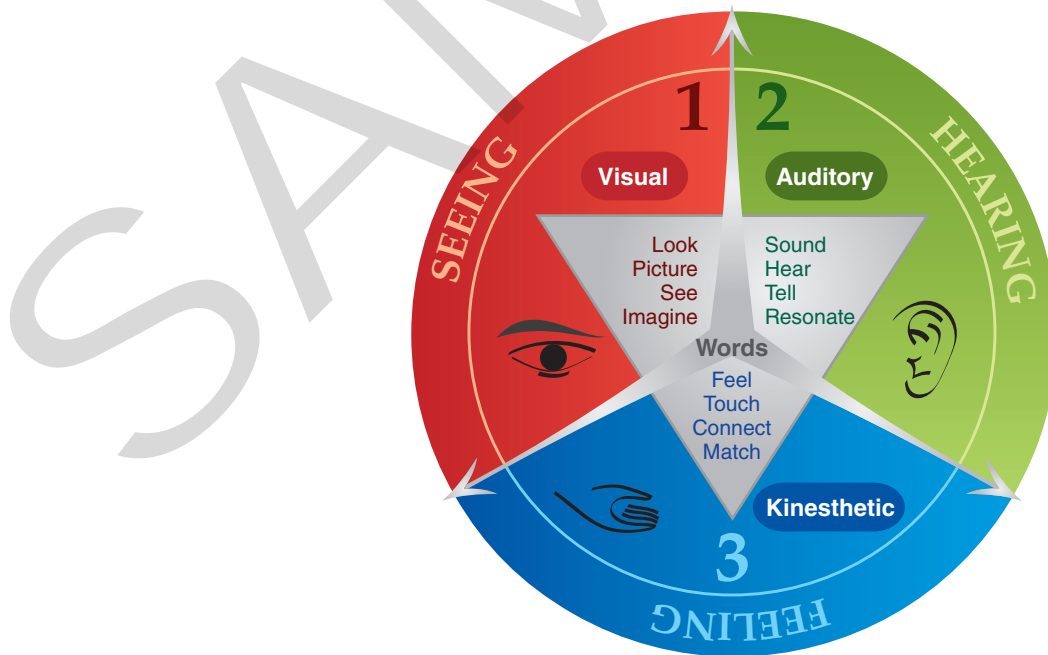 SAM
SEEING
1
Visual
Look
Picture
See
Imagine
2
HEARING
Auditory
Sound
Hear
Tell
Resonate
Words
Feel
Touch
Connect
Match
Kinesthetic
3
FEELING